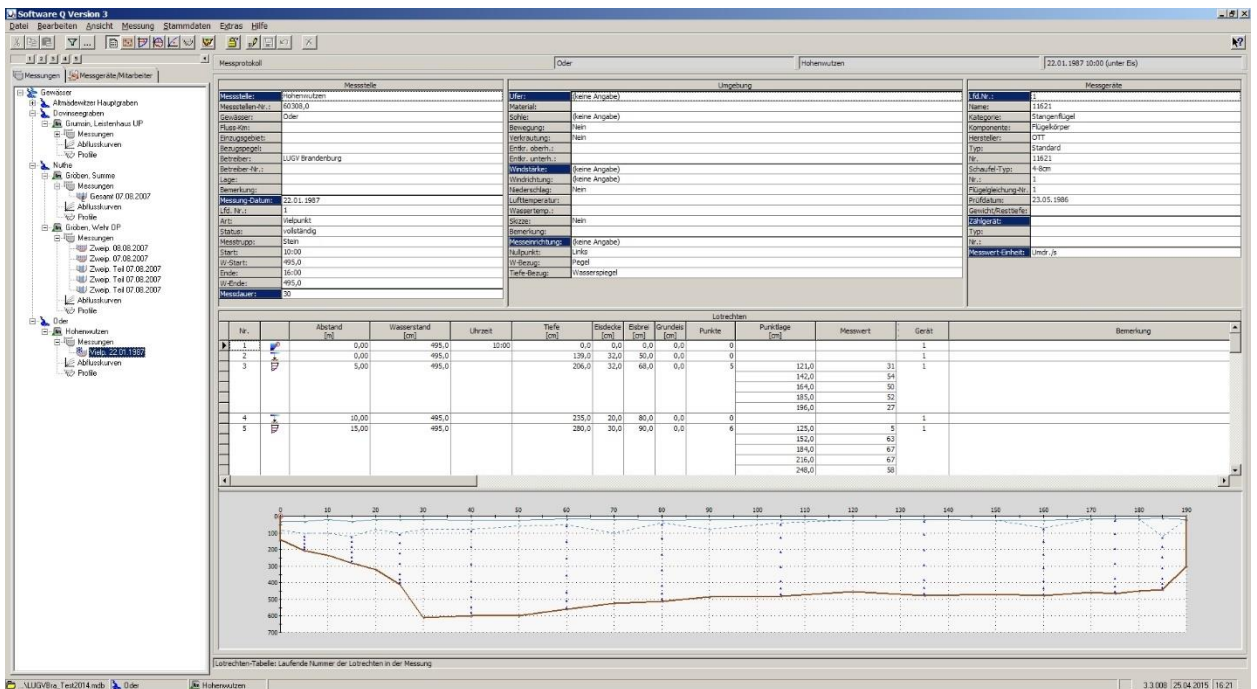 Software Q Version 3
Datei Bearbeiten Ansicht Messung Stammdaten Extras Hilfe
1 2 3 4 5
Messungen Messgeräte/Mitarbeiter
Messprotokoll Oder Hohenwutzen 22.01.1987 10:00 (unter Eis)
Gewässer
Altmädewitzer Hauptgraben
Dovinseegraben
Grumsin, Leistenhaus UP
Messungen
Abflusskurven
Profile
Nuthe
Gröben, Summe
Messungen
Gesamt 07.08.2007
Abflusskurven
Profile
Gröben, Wehr OP
Messungen
Zweip. 08.08.2007
Zweip. 07.08.2007
Zweip. Teil 07.08.2007
Zweip. Teil 07.08.2007
Abflusskurven
Profile
Oder
Hohenwutzen
Messungen
Vielp. 22.01.1987
Abflusskurven
Profile
Messstelle
Messstelle: Hohenwutzen
Messstellen-Nr.: 60308,0
Gewässer: Oder
Fluss-Km:
Einzugsgebiet:
Bezugspegel:
Betreiber: LUGV Brandenburg
Betreiber-Nr.:
Lage:
Bemerkung:
Messung-Datum: 22.01.1987
Lfd. Nr.: 1
Art: Vielpunkt
Status: vollständig
Messtrupp: Stein
Start: 10:00
W-Start: 495,0
Ende: 16:00
W-Ende: 495,0
Messdauer: 30
Umgebung
Ufer: (keine Angabe)
Material:
Sohle: (keine Angabe)
Bewegung: Nein
Verkrautung: Nein
Entkr. oberh.:
Entkr. unterh.:
Windstärke: (keine Angabe)
Windrichtung: (keine Angabe)
Niederschlag: Nein
Lufttemperatur:
Wassertemp.:
Skizze: Nein
Bemerkung:
Messeinrichtung: (keine Angabe)
Nullpunkt: Links
W-Bezug: Pegel
Tiefe-Bezug: Wasserspiegel
Messgeräte
Lfd.Nr.: 1
Name: 11621
Kategorie: Stangenflügel
Komponente: Flügelkörper
Hersteller: OTT
Typ: Standard
Nr. 11621
Schaufel-Typ: 4-8cm
Nr.: 1
Flügelgleichung-Nr. 1
Prüfdatum: 23.05.1986
Gewicht/Resttiefe:
Zählgerät:
Typ:
Nr.:
Messwert-Einheit: Umdr./s
Lotrechten
Nr. Abstand [m] Wasserstand [cm] Uhrzeit Tiefe [cm] Eisdecke [cm] Eisbrei [cm] Grundeis [cm] Punkte Punktlage [cm] Messwert Gerät Bemerkung
1 0,00 495,0 10:00 0,0 0,0 0,0 0,0 0 1
2 0,00 495,0 139,0 32,0 50,0 0,0 0 1
3 5,00 495,0 206,0 32,0 68,0 0,0 5 121,0 31 1
142,0 54
164,0 50
185,0 52
196,0 27
4 10,00 495,0 235,0 20,0 80,0 0,0 0 1
5 15,00 495,0 280,0 30,0 90,0 0,0 6 125,0 5 1
152,0 63
184,0 67
216,0 67
248,0 58
0 10 20 30 40 50 60 70 80 90 100 110 120 130 140 150 160 170 180 190
0
100
200
300
400
500
600
700
Lotrechten-Tabelle: Laufende Nummer der Lotrechten in der Messung
...\LUGVBra_Test2014.mdb Oder Hohenwutzen 3.3.008 25.04.2015 16:21